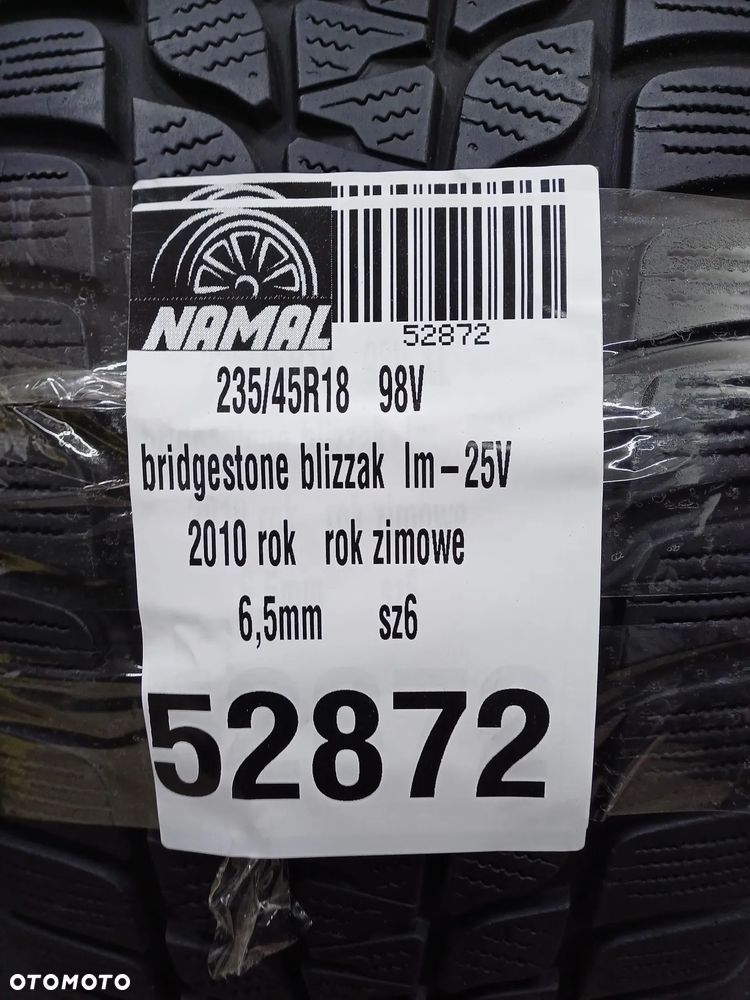 NAMAL
52872
235/45R18 98V
bridgestone blizzak lm-25V
2010 rok rok zimowe
6,5mm sz6
52872
OTOMOTO